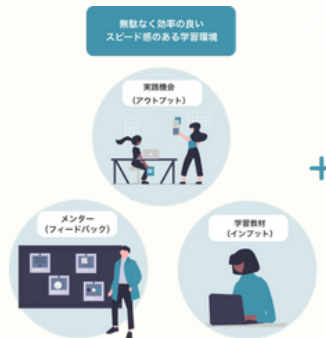 無駄なく効率の良い
スピード感のある学習環境
実践機会
(アウトプット)
メンター
(フィードバック)
学習教材
(インプット)
+